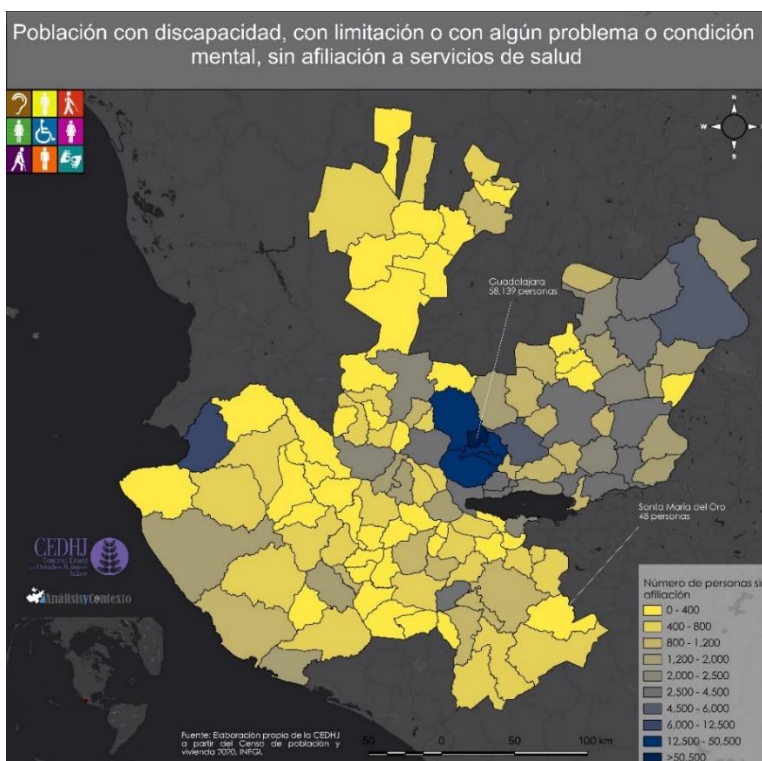 Población con discapacidad, con limitación o con algún problema o condición
mental, sin afiliación a servicios de salud
N
W
S
Guadalajara
58,139 personas
Santa María del Oro
48 personas
CEDHJ
AnálisisyContexto
Número de personas sin
afiliación
0 - 400
400 - 800
800 - 1,200
1,200 - 2,000
2,000 - 2,500
2,500 - 4,500
4,500 - 6,000
6,000 - 12,500
12,500 - 50,500
>50,500
Fuente: Elaboración propia de la CEDHJ
a partir del Censo de población y
vivienda 2020, INEGI.
50 0 50 100 km